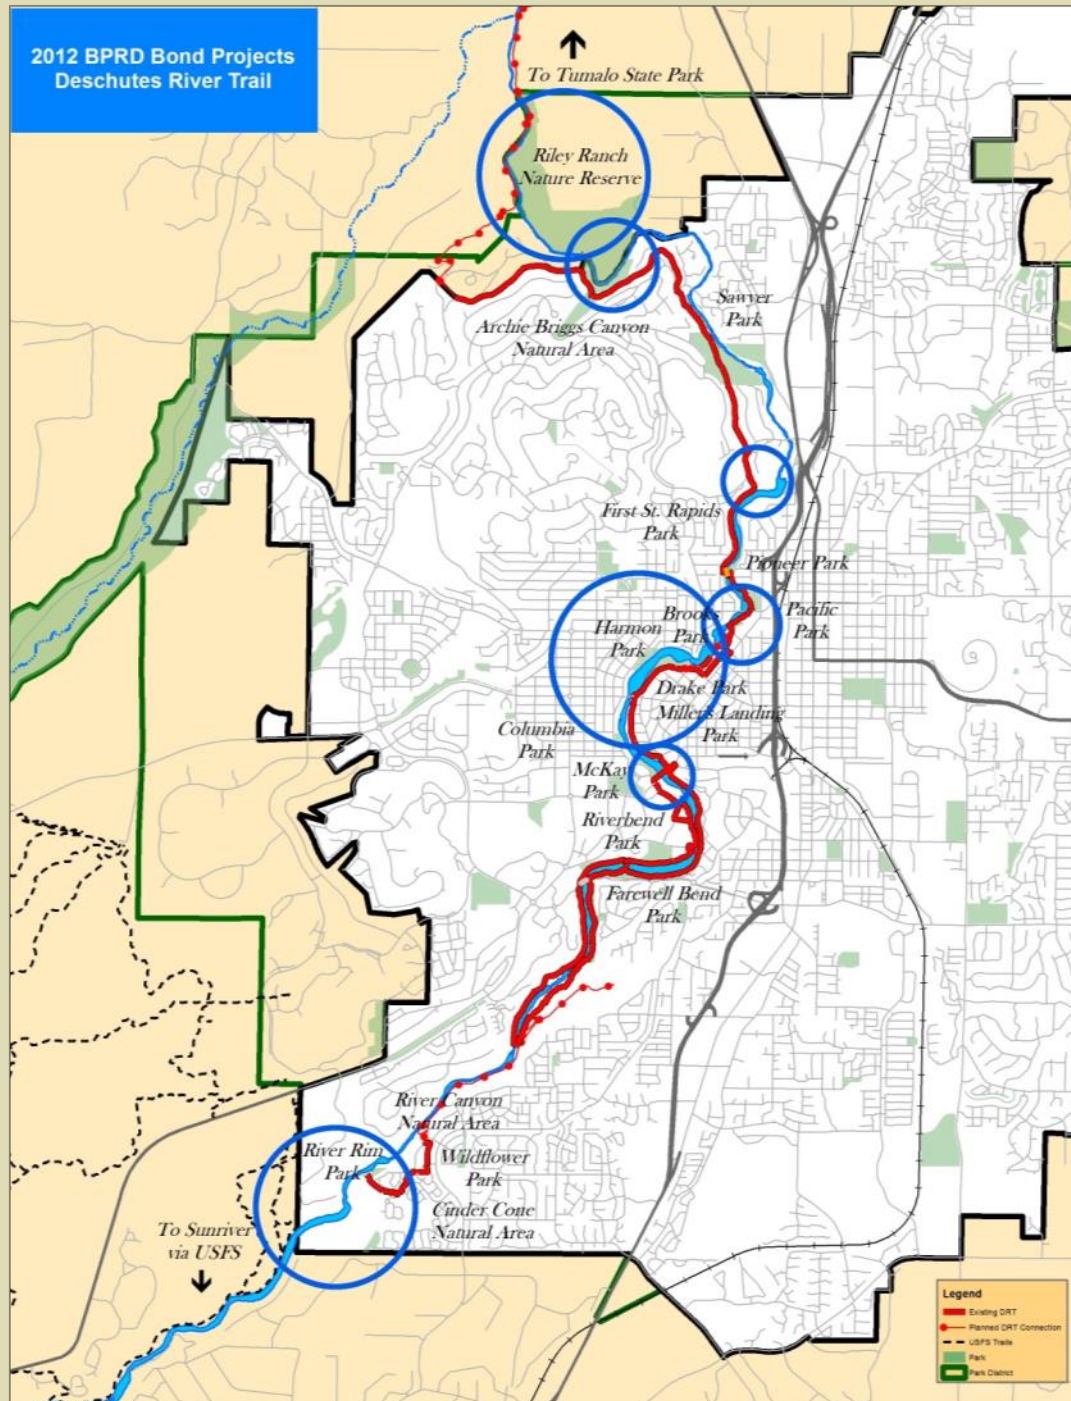 2012 BPRD Bond Projects
Deschutes River Trail
To Tumalo State Park
Riley Ranch
Nature Reserve
Sawyer
Park
Archie Briggs Canyon
Natural Area
First St. Rapids
Park
Pioneer Park
Pacific
Park
Brooks
Park
Harmon
Park
Drake Park
Millers Landing
Park
Columbia
Park
McKay
Park
Riverbend
Park
Farewell Bend
Park
River Canyon
Natural Area
River Rim
Park
Wildflower
Park
Cinder Cone
Natural Area
To Sunriver
via USFS
Legend
Existing DRT
Planned DRT Connection
USFS Trails
Park
Park District